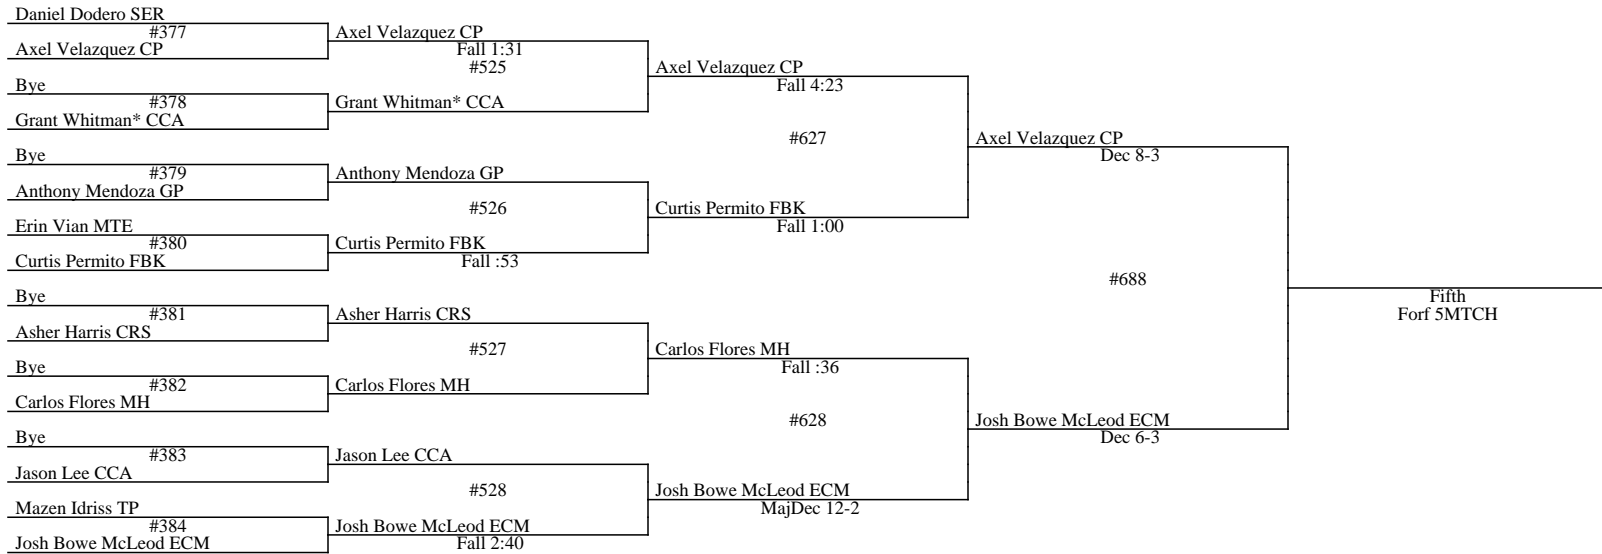 Daniel Dodero SER
#377
Axel Velazquez CP
Bye
#378
Grant Whitman* CCA
Bye
#379
Anthony Mendoza GP
Erin Vian MTE
#380
Curtis Permito FBK
Bye
#381
Asher Harris CRS
Bye
#382
Carlos Flores MH
Bye
#383
Jason Lee CCA
Mazen Idriss TP
#384
Josh Bowe McLeod ECM
Axel Velazquez CP
Fall 1:31
#525
Grant Whitman* CCA
Anthony Mendoza GP
#526
Curtis Permito FBK
Fall :53
Asher Harris CRS
#527
Carlos Flores MH
Jason Lee CCA
#528
Josh Bowe McLeod ECM
Fall 2:40
Axel Velazquez CP
Fall 4:23
#627
Curtis Permito FBK
Fall 1:00
Carlos Flores MH
Fall :36
#628
Josh Bowe McLeod ECM
MajDec 12-2
Axel Velazquez CP
Dec 8-3
#688
Josh Bowe McLeod ECM
Dec 6-3
Fifth
Forf 5MTCH